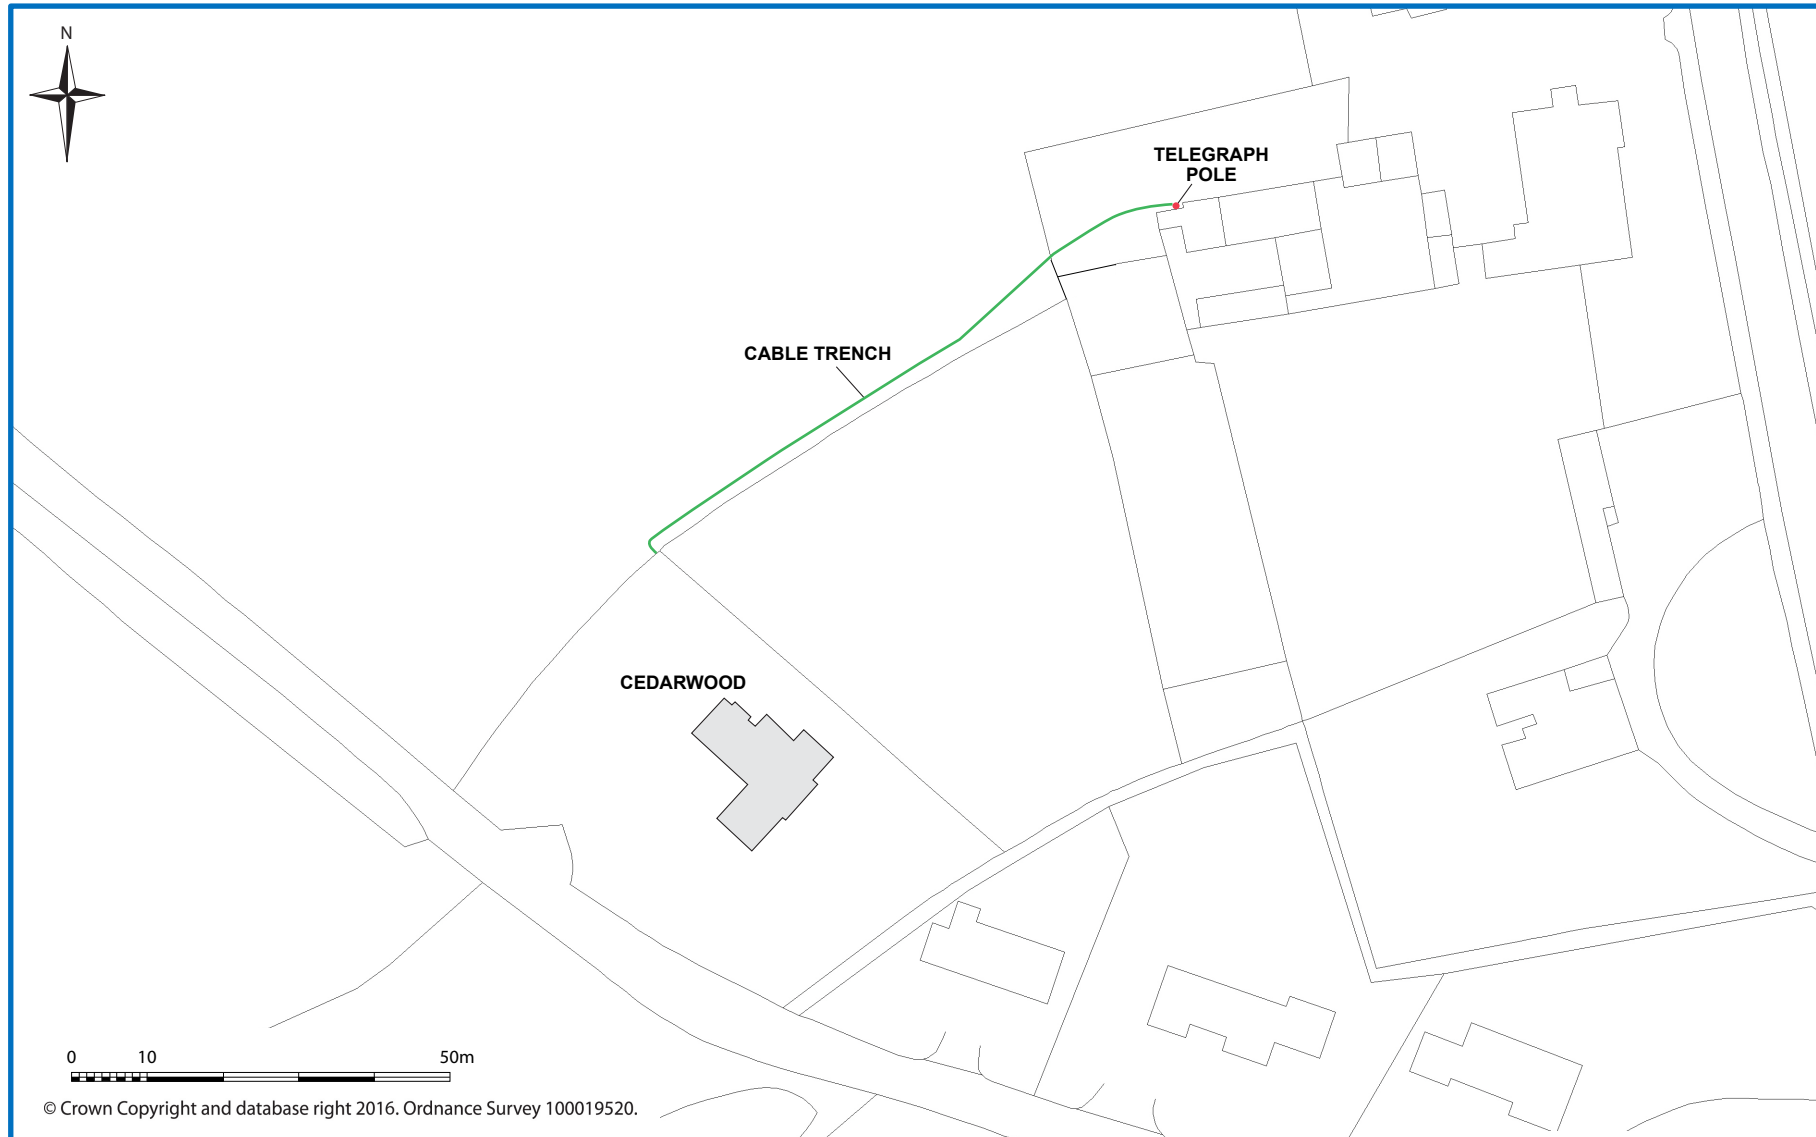 N
TELEGRAPH
POLE
CABLE TRENCH
CEDARWOOD
0 10 50m
© Crown Copyright and database right 2016. Ordnance Survey 100019520.